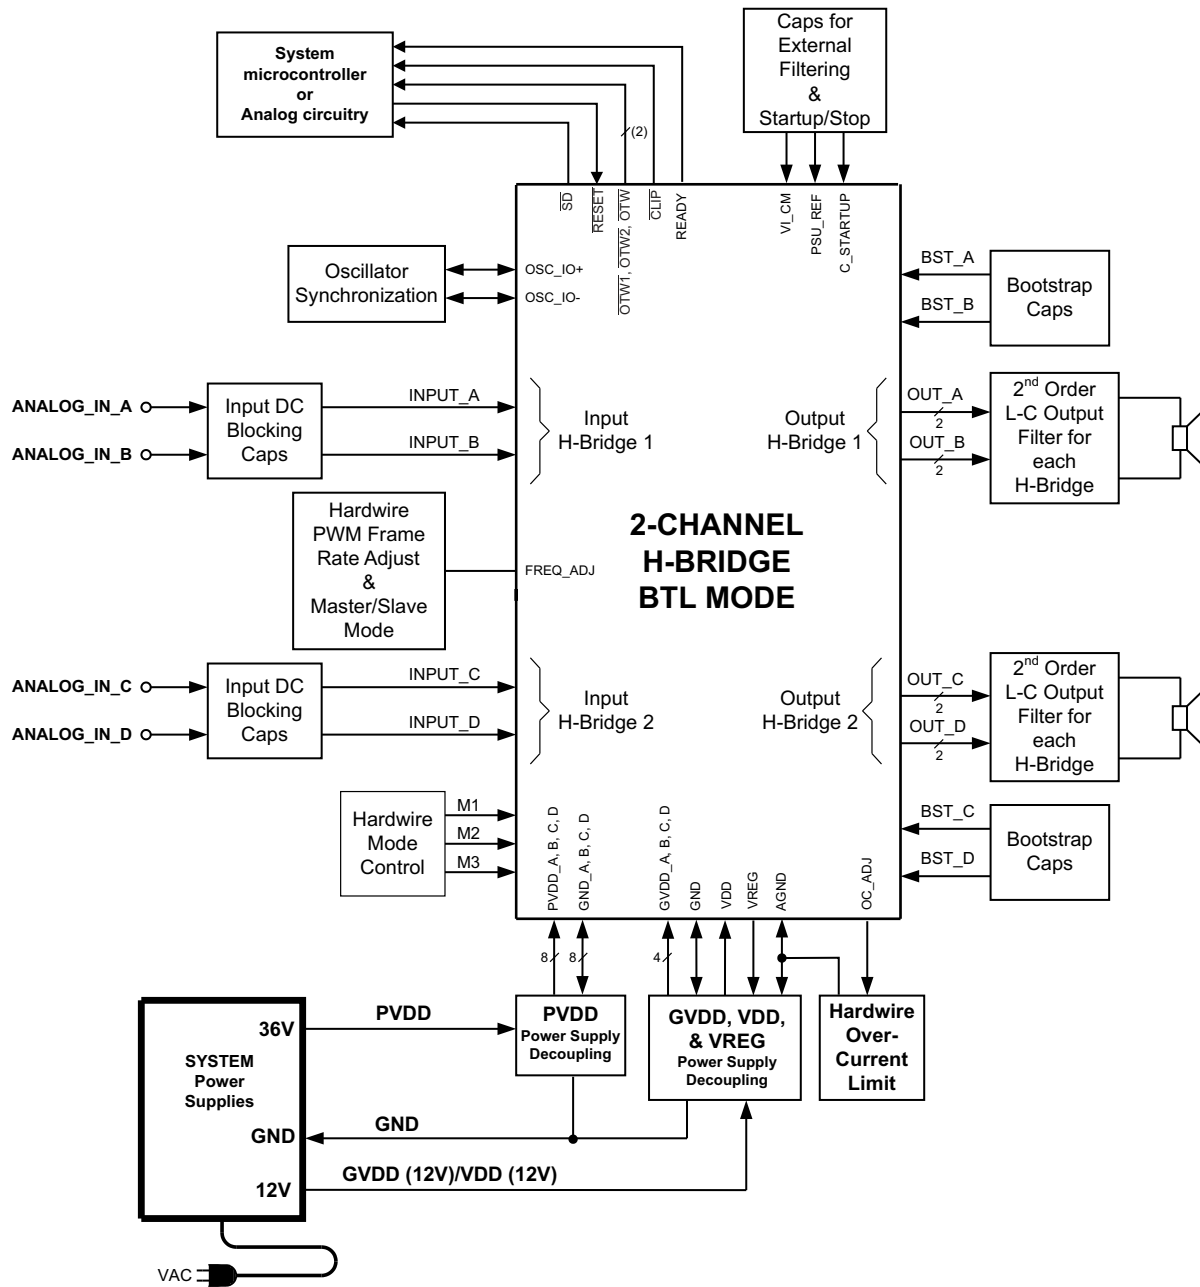 System
microcontroller
or
Analog circuitry
Caps for
External
Filtering
&
Startup/Stop
(2)
SD
RESET
OTW1, OTW2, OTW
CLIP
READY
VI_CM
PSU_REF
C_STARTUP
Oscillator
Synchronization
OSC_IO+
OSC_IO-
BST_A
BST_B
Bootstrap
Caps
ANALOG_IN_A
ANALOG_IN_B
Input DC
Blocking
Caps
INPUT_A
INPUT_B
Input
H-Bridge 1
Output
H-Bridge 1
OUT_A
2
OUT_B
2
2nd Order
L-C Output
Filter for
each
H-Bridge
Hardwire
PWM Frame
Rate Adjust
&
Master/Slave
Mode
FREQ_ADJ
2-CHANNEL
H-BRIDGE
BTL MODE
ANALOG_IN_C
ANALOG_IN_D
Input DC
Blocking
Caps
INPUT_C
INPUT_D
Input
H-Bridge 2
Output
H-Bridge 2
OUT_C
2
OUT_D
2
2nd Order
L-C Output
Filter for
each
H-Bridge
Hardwire
Mode
Control
M1
M2
M3
PVDD_A, B, C, D
GND_A, B, C, D
GVDD_A, B, C, D
GND
VDD
VREG
AGND
OC_ADJ
BST_C
BST_D
Bootstrap
Caps
8
8
4
36V
SYSTEM
Power
Supplies
GND
12V
PVDD
PVDD
Power Supply
Decoupling
GVDD, VDD,
& VREG
Power Supply
Decoupling
Hardwire
Over-
Current
Limit
GND
GVDD (12V)/VDD (12V)
VAC